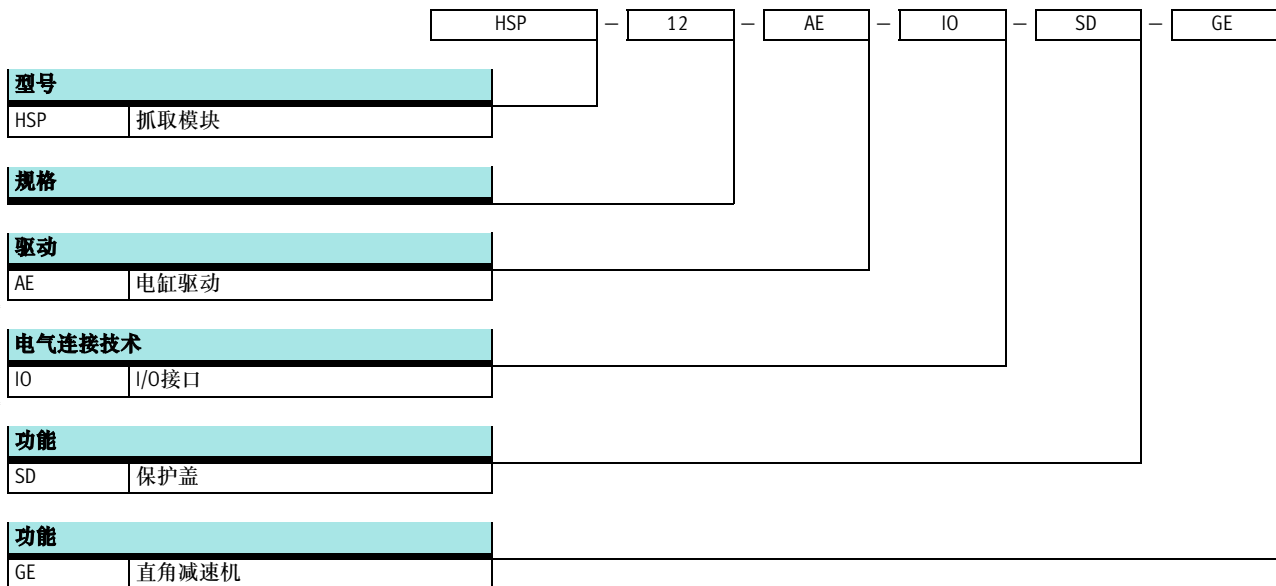 HSP – 12 – AE – IO – SD – GE
型号
HSP 抓取模块
规格
驱动
AE 电缸驱动
电气连接技术
IO I/O接口
功能
SD 保护盖
功能
GE 直角减速机